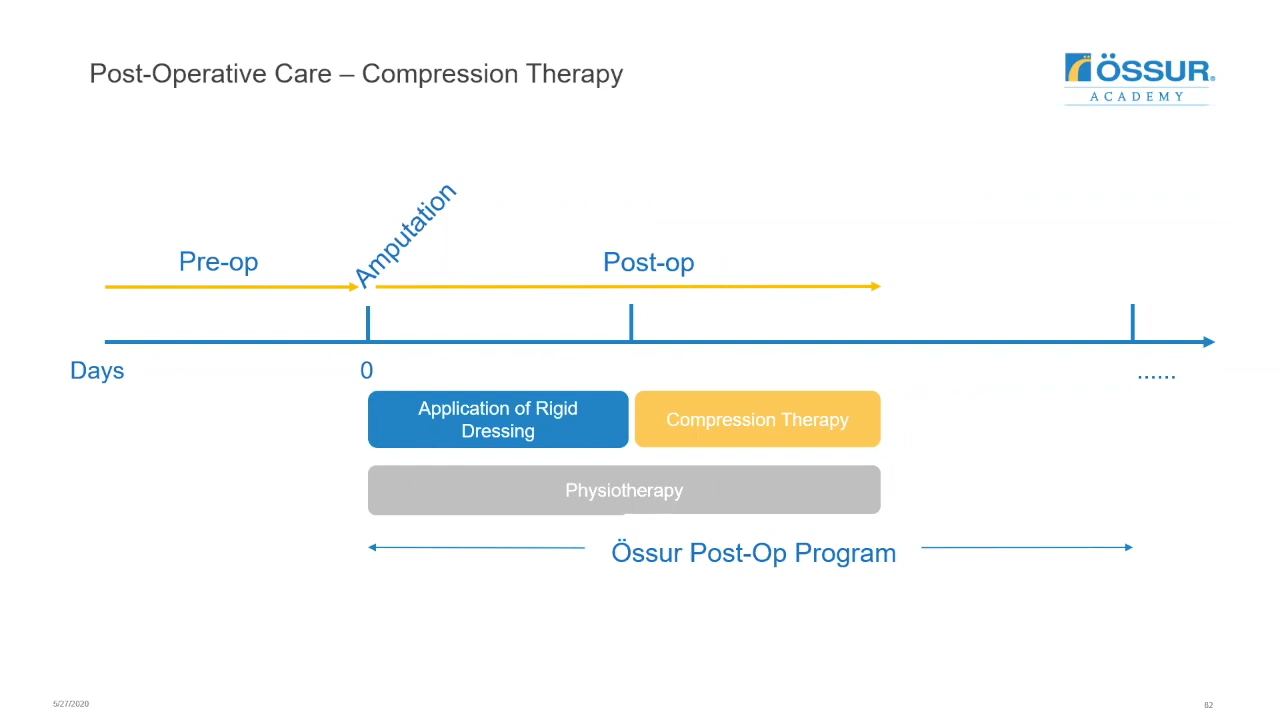 Post-Operative Care – Compression Therapy
ÖSSUR®
ACADEMY
Amputation
Pre-op
Post-op
Days
0
......
Application of Rigid
Dressing
Compression Therapy
Physiotherapy
Össur Post-Op Program
5/27/2020
82